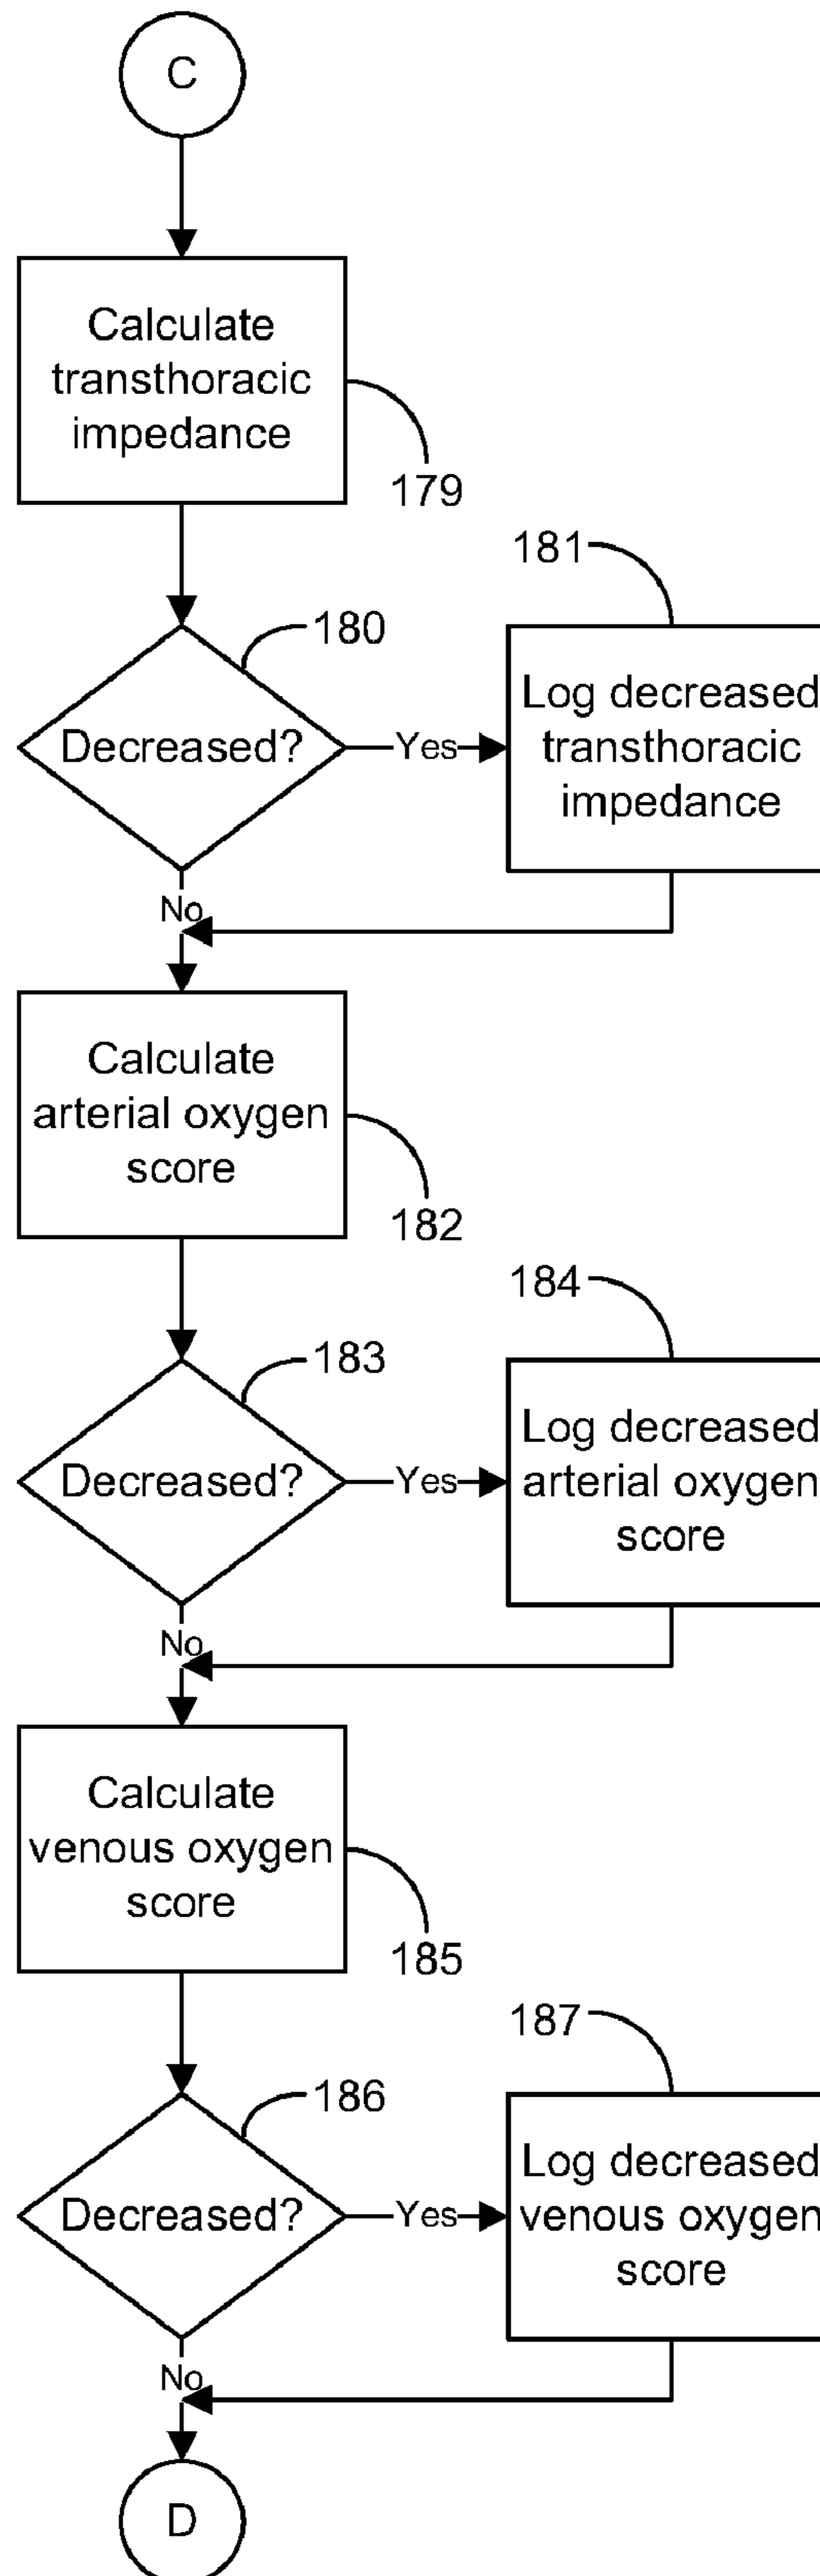 C
Calculate
transthoracic
impedance
179
181
180
Decreased?
Yes
Log decreased
transthoracic
impedance
No
Calculate
arterial oxygen
score
182
184
183
Decreased?
Yes
Log decreased
arterial oxygen
score
No
Calculate
venous oxygen
score
185
187
186
Decreased?
Yes
Log decreased
venous oxygen
score
No
D